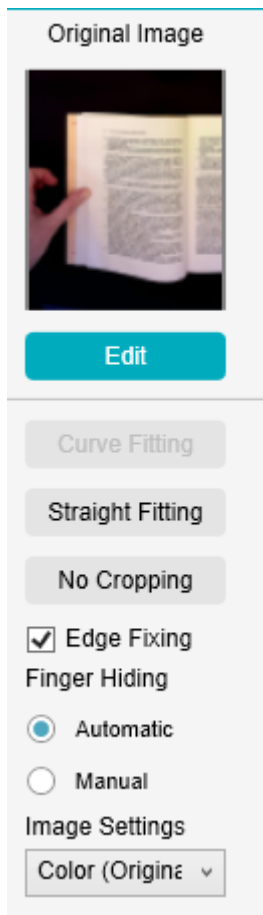 Original Image
Edit
Curve Fitting
Straight Fitting
No Cropping
Edge Fixing
Finger Hiding
Automatic
Manual
Image Settings
Color (Origina